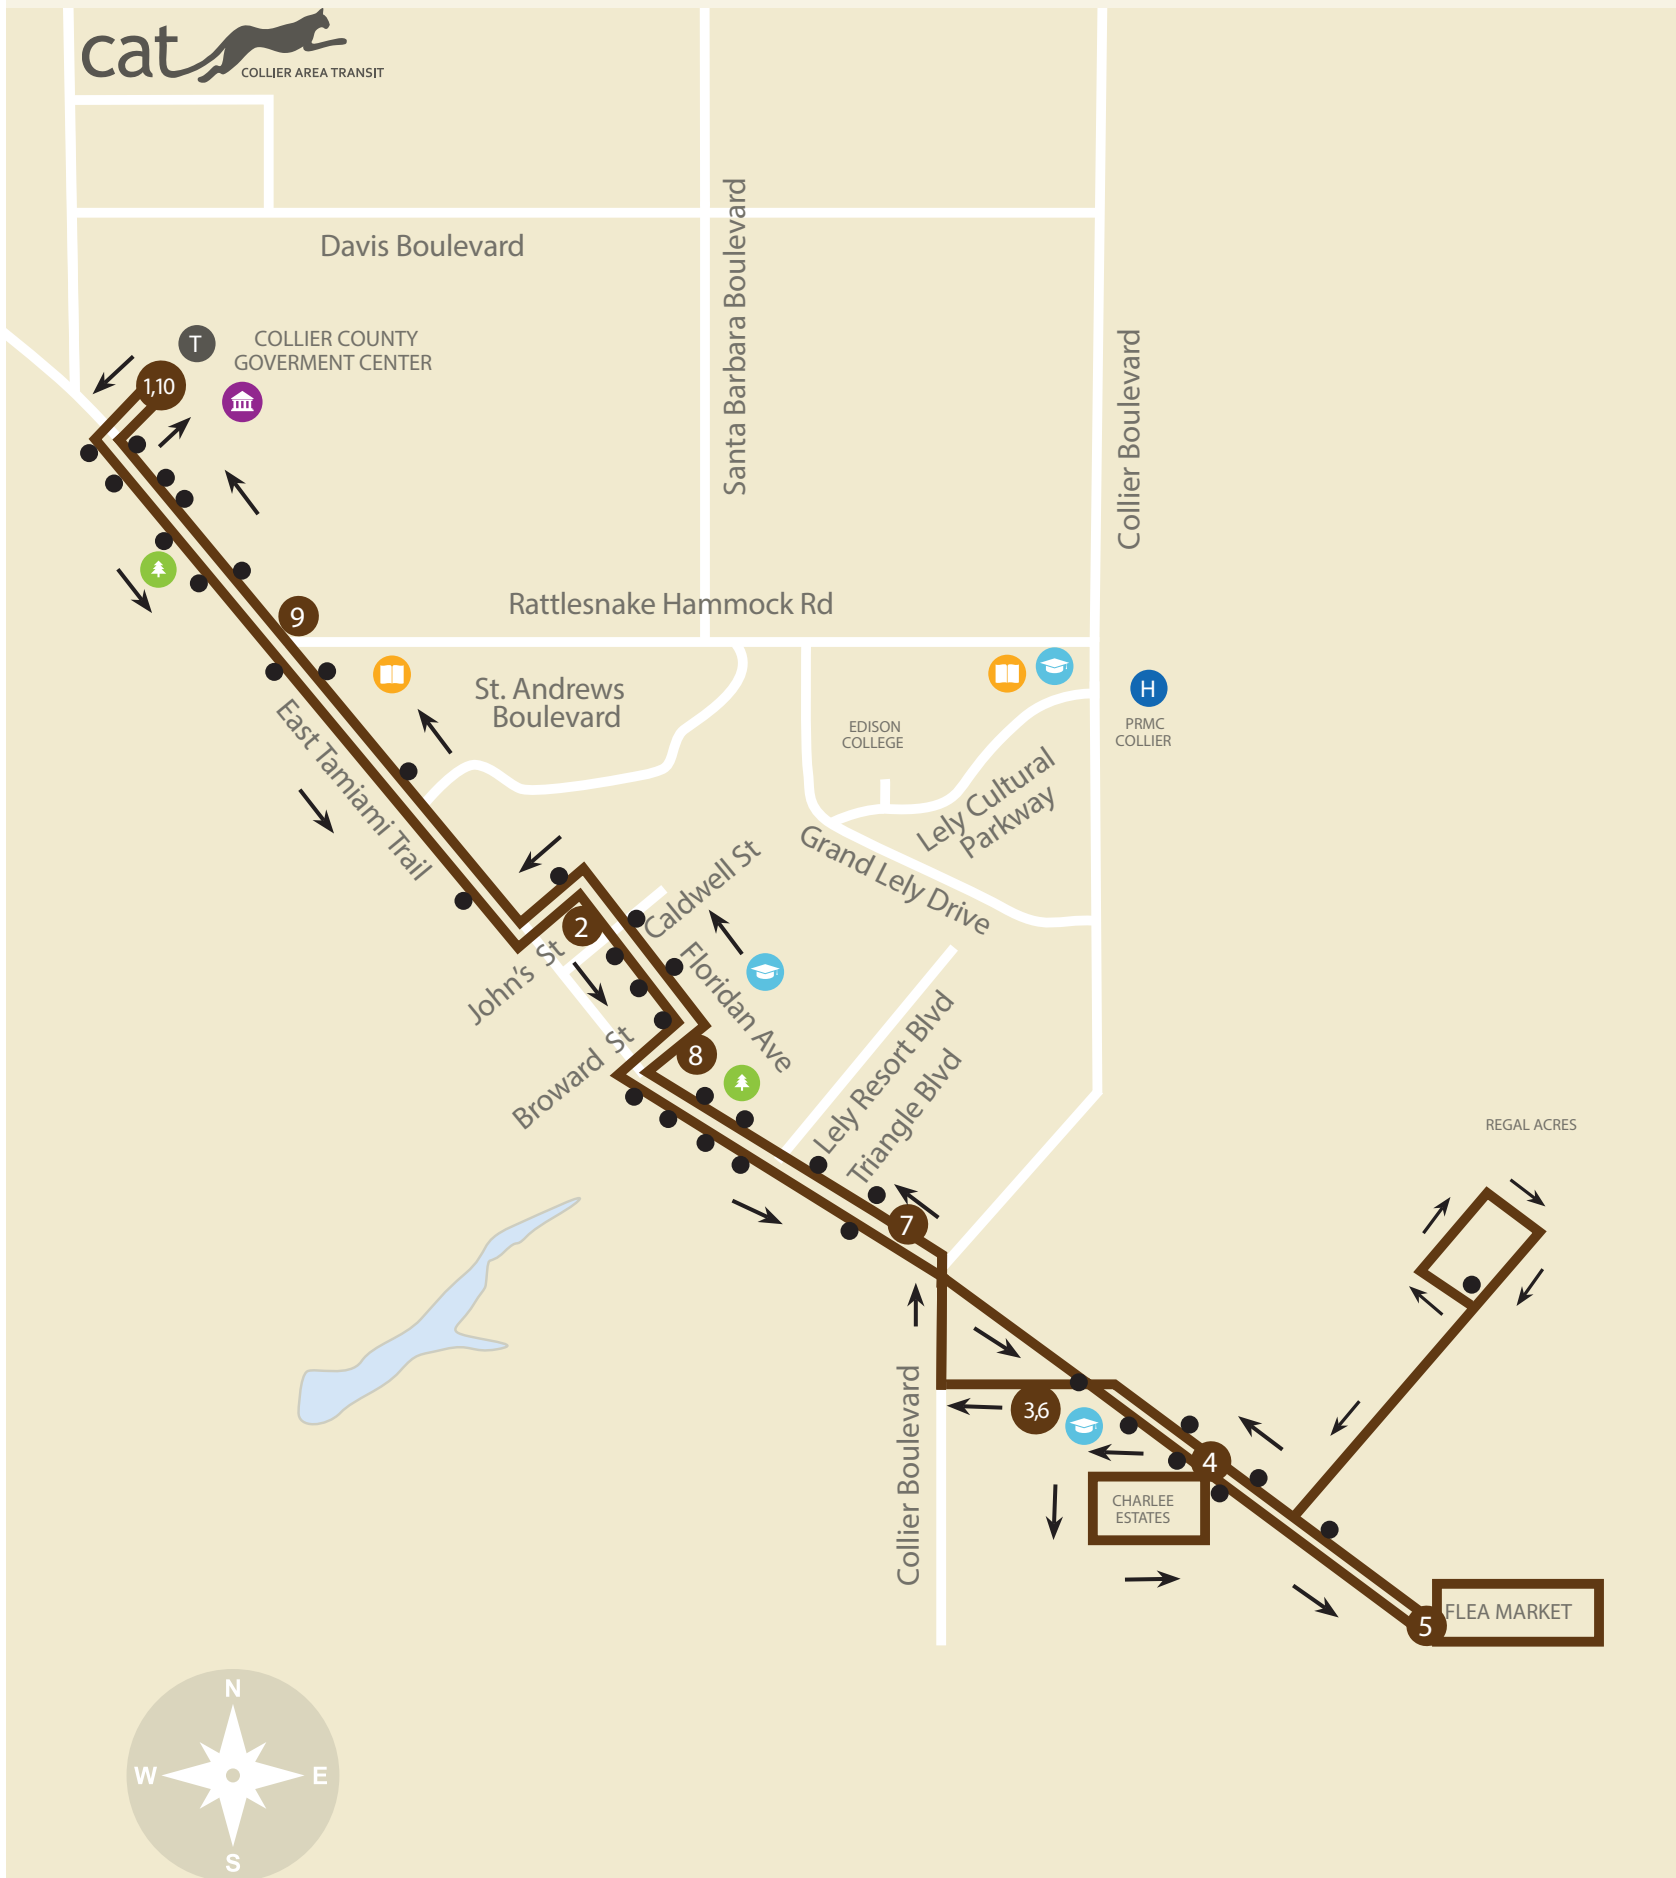 cat
COLLIER AREA TRANSIT
Davis Boulevard
Santa Barbara Boulevard
Collier Boulevard
T
COLLIER COUNTY
GOVERMENT CENTER
1,10
9
Rattlesnake Hammock Rd
St. Andrews
Boulevard
EDISON
COLLEGE
H
PRMC
COLLIER
East Tamiami Trail
Lely Cultural
Parkway
Grand Lely Drive
Caldwell St
2
John's St
Floridan Ave
Broward St
8
Lely Resort Blvd
Triangle Blvd
7
REGAL ACRES
Collier Boulevard
3,6
4
CHARLEE
ESTATES
5
FLEA MARKET
N
W
E
S